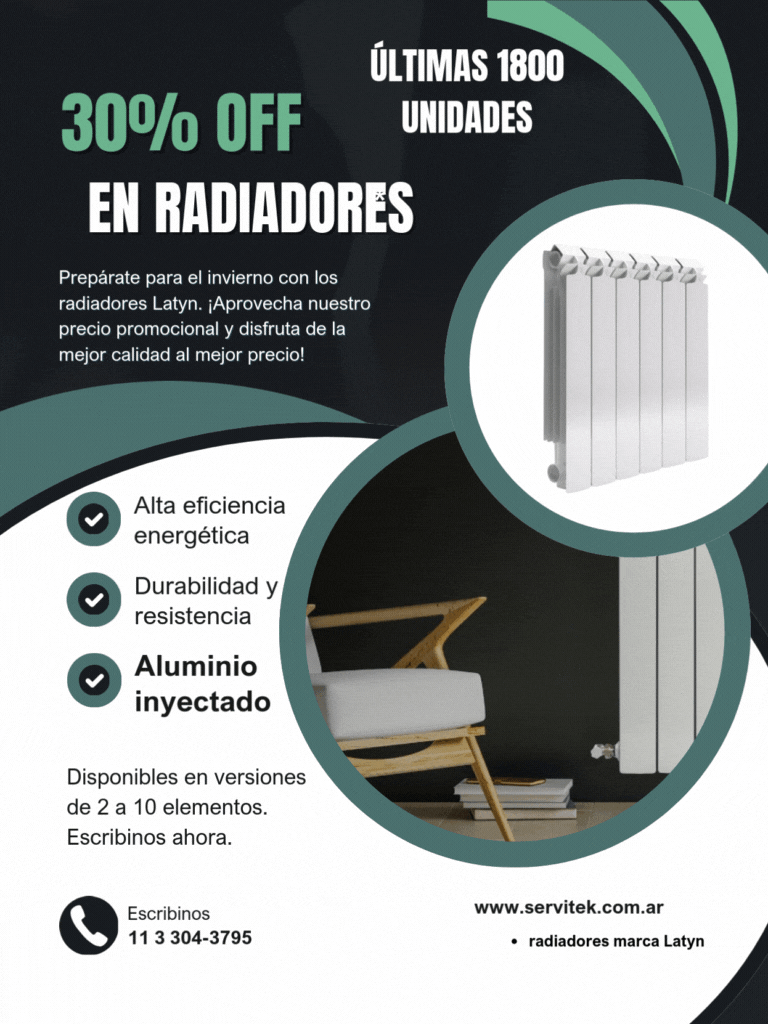 ÚLTIMAS 1800
UNIDADES
30% OFF
EN RADIADORES
*
Prepárate para el invierno con los
radiadores Latyn. ¡Aprovecha nuestro
precio promocional y disfruta de la
mejor calidad al mejor precio!
Alta eficiencia
energética
Durabilidad y
resistencia
Aluminio
inyectado
Disponibles en versiones
de 2 a 10 elementos.
Escribinos ahora.
Escribinos
11 3 304-3795
www.servitek.com.ar
• radiadores marca Latyn